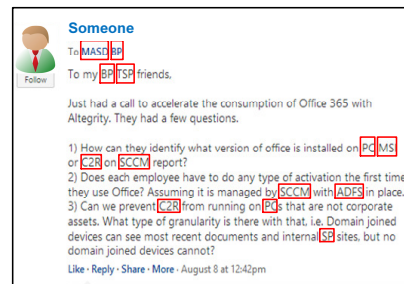 Someone
To MASD BP
Follow
To my BP TSP friends,
Just had a call to accelerate the consumption of Office 365 with
Altegrity. They had a few questions.
1) How can they identify what version of office is installed on PC MSI
or C2R on SCCM report?
2) Does each employee have to do any type of activation the first time
they use Office? Assuming it is managed by SCCM with ADFS in place.
3) Can we prevent C2R from running on PCs that are not corporate
assets. What type of granularity is there with that, i.e. Domain joined
devices can see most recent documents and internal SP sites, but no
domain joined devices cannot?
Like · Reply · Share · More · August 8 at 12:42pm